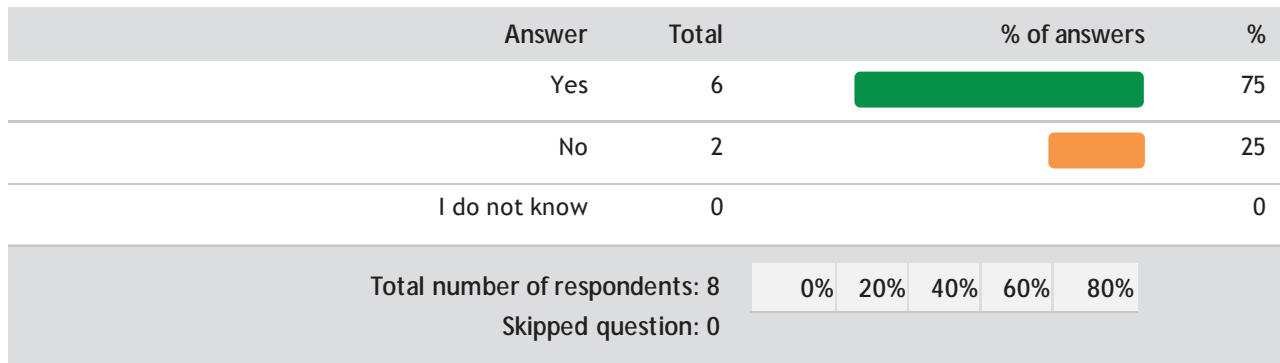 Answer Total % of answers %
Yes 6 75
No 2 25
I do not know 0 0
Total number of respondents: 8 0% 20% 40% 60% 80%
Skipped question: 0